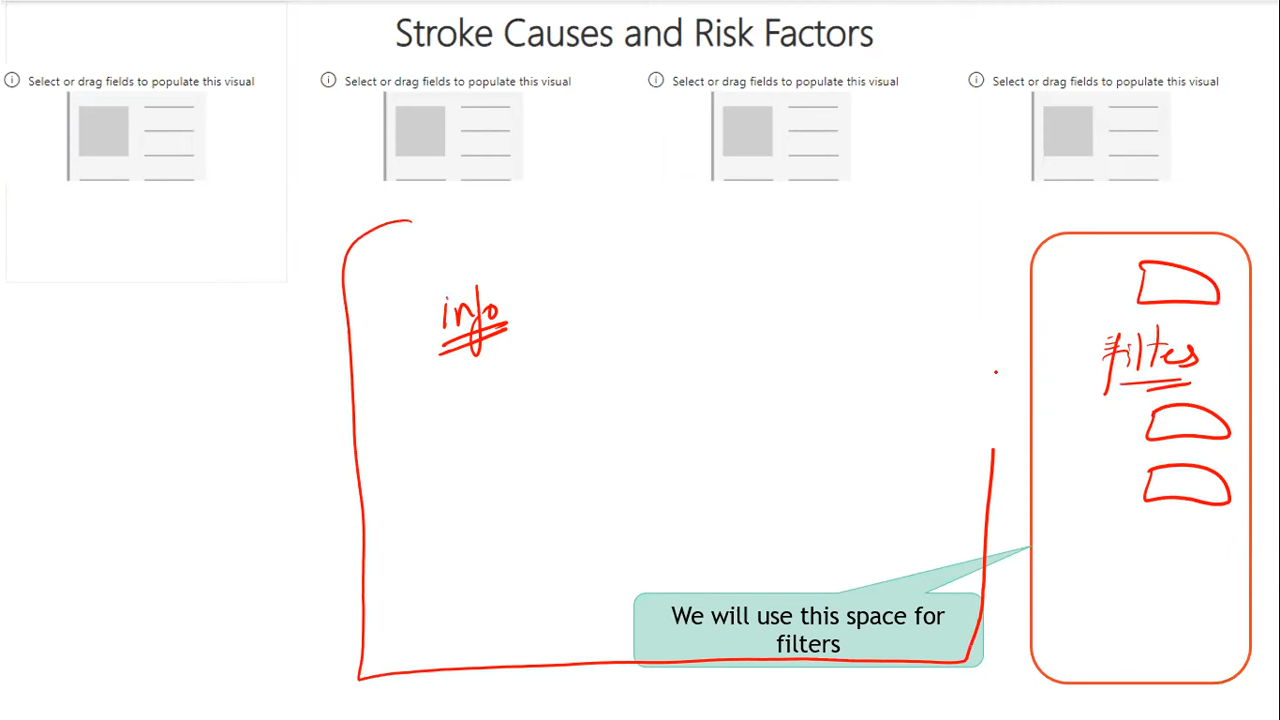 Stroke Causes and Risk Factors
Select or drag fields to populate this visual
Select or drag fields to populate this visual
Select or drag fields to populate this visual
Select or drag fields to populate this visual
info
filtes
We will use this space for
filters